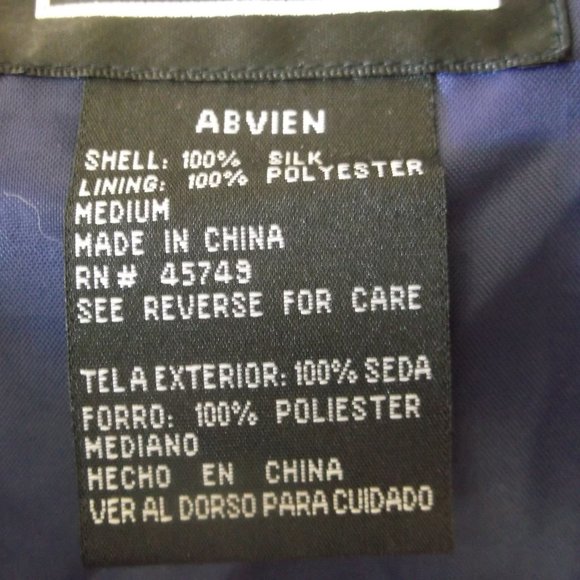 ABVIEN
SHELL: 100% SILK
LINING: 100% POLYESTER
MEDIUM
MADE IN CHINA
RN# 45749
SEE REVERSE FOR CARE
TELA EXTERIOR: 100% SEDA
FORRO: 100% POLIESTER
MEDIANO
HECHO EN CHINA
VER AL DORSO PARA CUIDADO